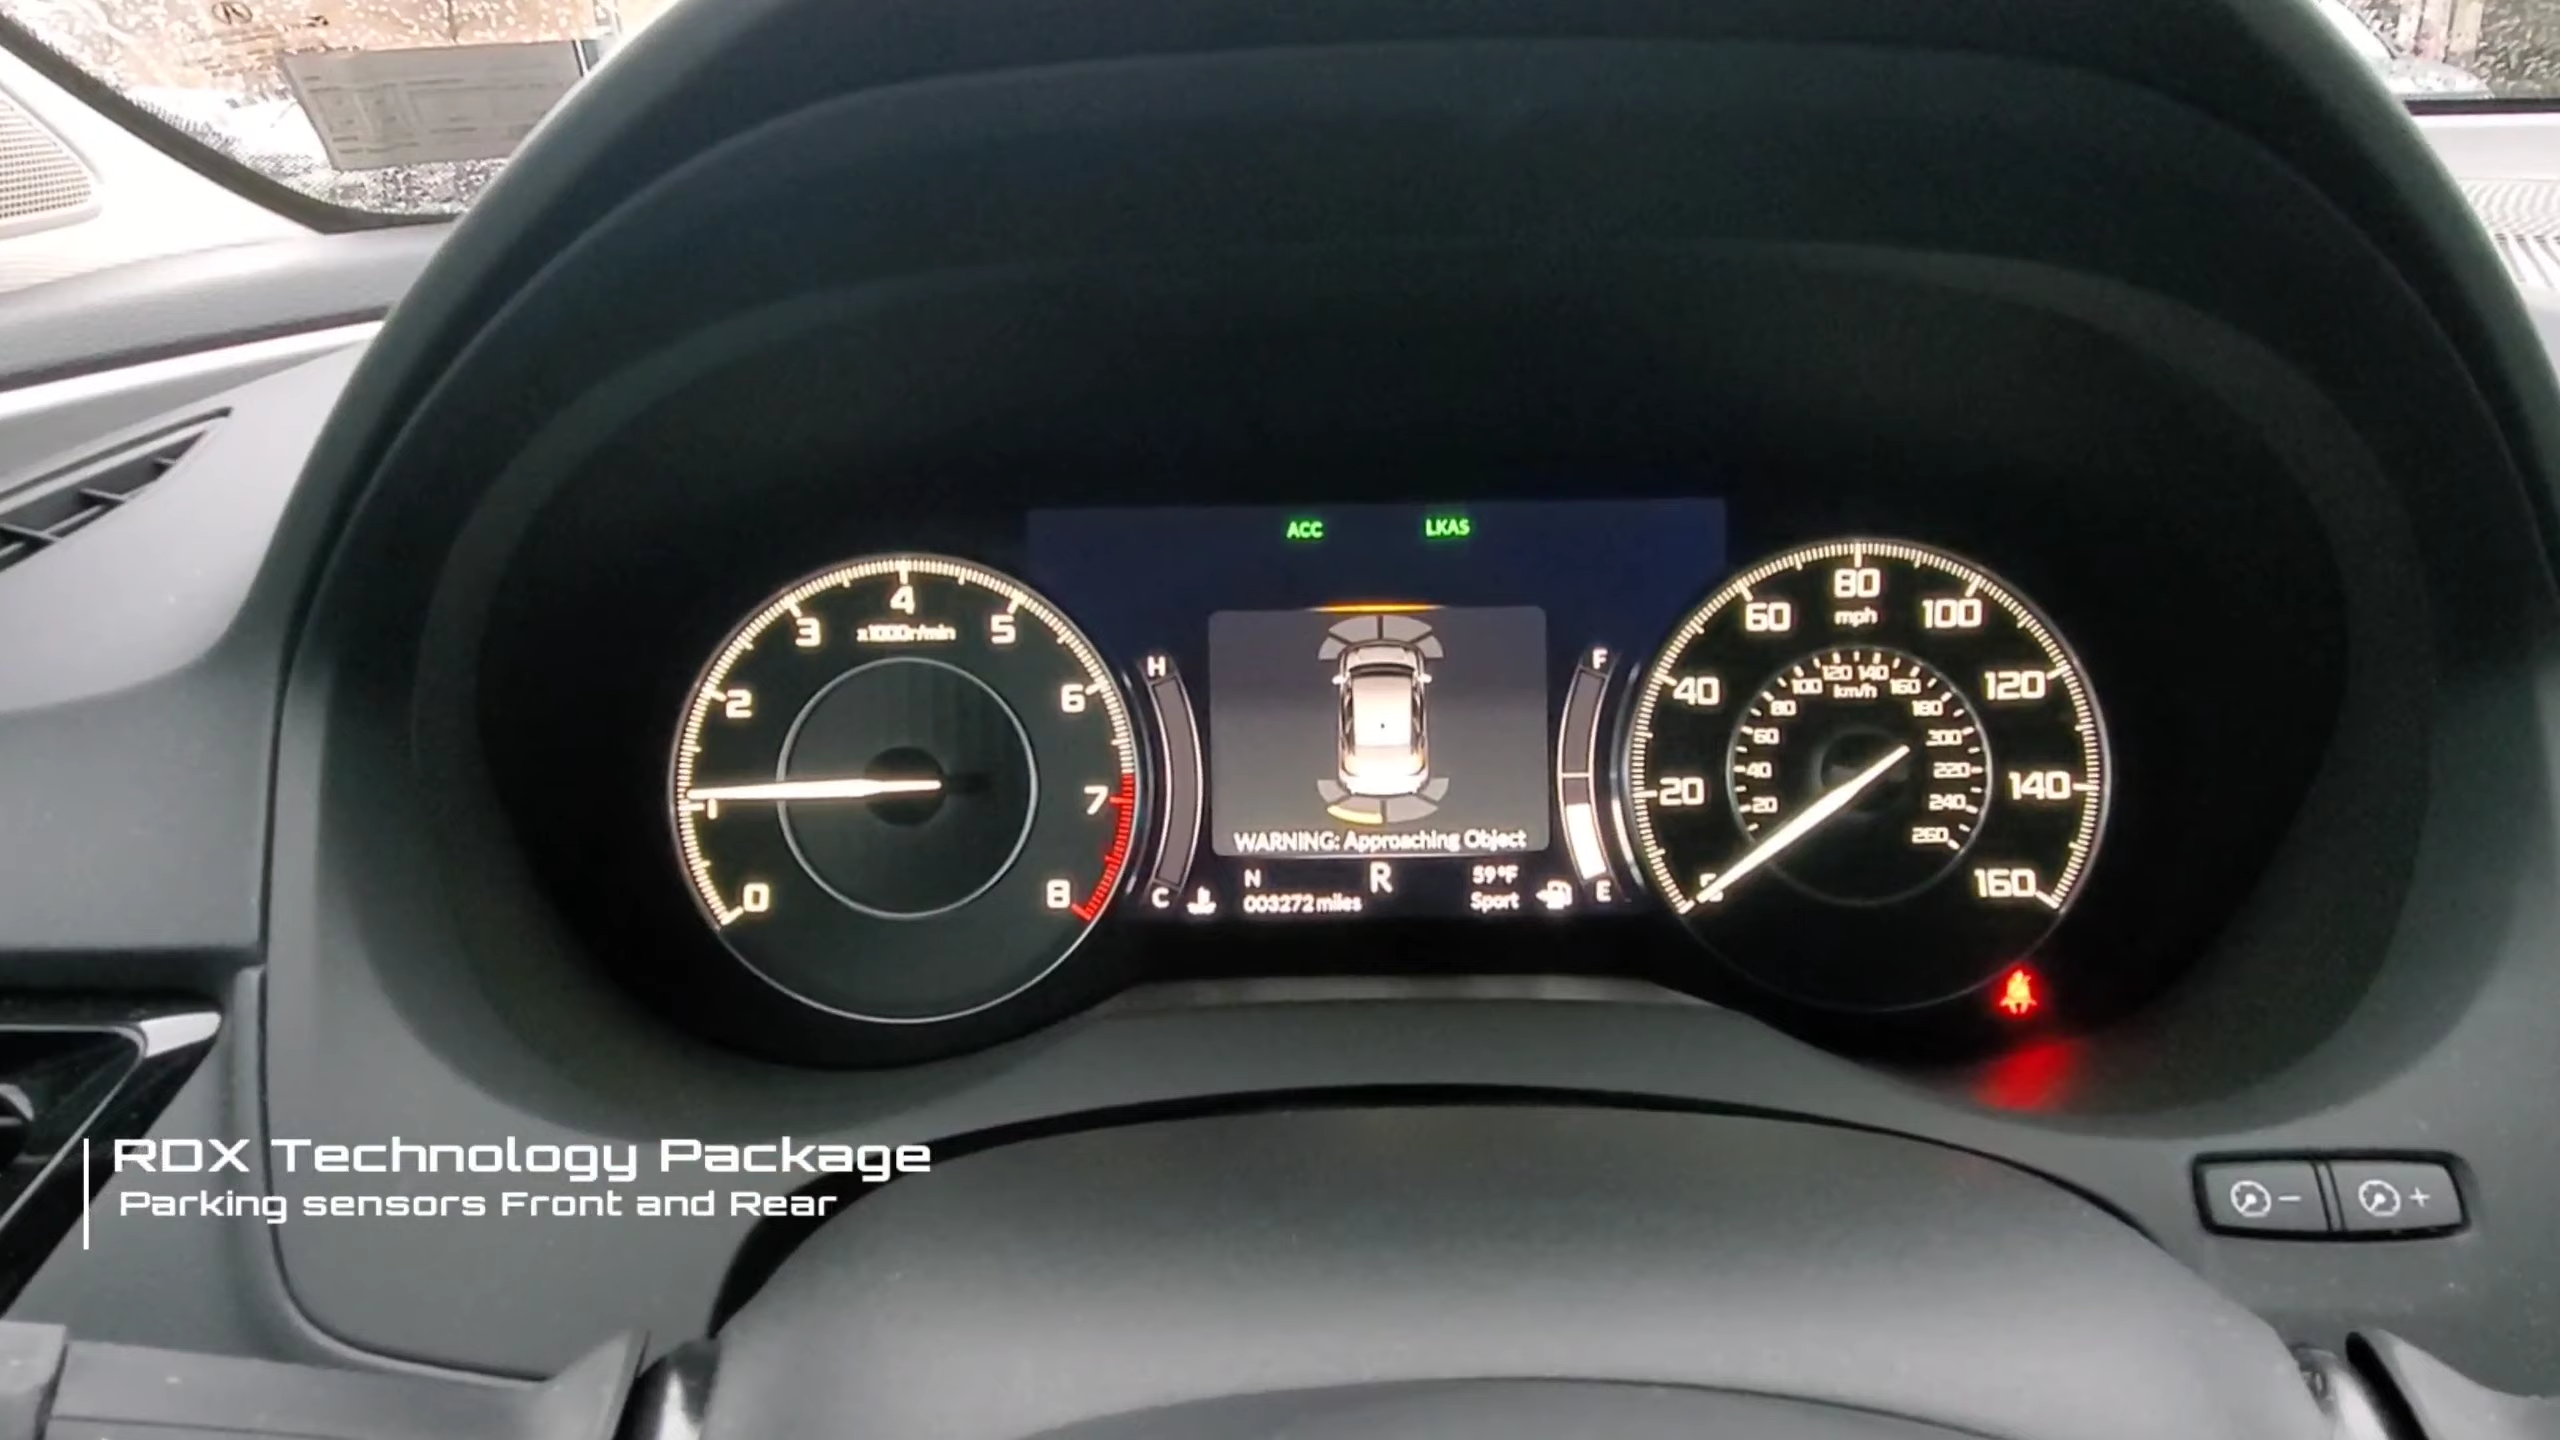 ACC LKAS
4
3 x1000r/min 5
2 6
1 7
0 8
H
C
F
E
WARNING: Approaching Object
N R 59°F
003272 miles Sport
80
60 mph 100
40 120
20 140
160
120 140
100 km/h 160
80 180
60 200
40 220
20 240
260
RDX Technology Package
Parking sensors Front and Rear
- +